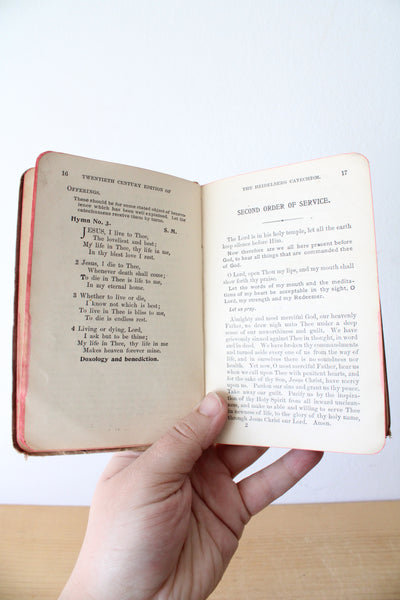 16 TWENTIETH CENTURY EDITION OF
OFFERINGS.
These should be for some stated object of benevo-
lence which has been well explained. Let the
catechumens receive them by turns.
Hymn No. 3. S. M.
JESUS, I live to Thee,
The loveliest and best;
My life in Thee, thy life in me,
In thy blest love I rest.
2 Jesus, I die to Thee,
Whenever death shall come;
To die in Thee is life to me,
In my eternal home.
3 Whether to live or die,
I know not which is best;
To live in Thee is bliss to me,
To die is endless rest.
4 Living or dying, Lord,
I ask but to be thine;
My life in Thee, thy life in me
Makes heaven forever mine.
Doxology and benediction.
THE HEIDELBERG CATECHISM. 17
SECOND ORDER OF SERVICE.
The Lord is in his holy temple, let all the earth
keep silence before Him.
Now therefore are we all here present before
God, to hear all things that are commanded thee
of God.
O Lord, open Thou my lips, and my mouth
shall show forth thy praise.
Let the words of my mouth and the medita-
tions of my heart be acceptable in thy sight, O
Lord, my strength and my Redeemer.
Let us pray.
Almighty and most merciful God, our heavenly
Father, we draw nigh unto Thee under a deep
sense of our unworthiness and guilt. We have
grievously sinned against Thee in thought, in word
and in deed. We have broken thy commandments
and turned aside every one of us from the way of
life, and in ourselves there is no soundness nor
health. Yet now, O most merciful Father, hear us
when we call upon Thee with penitent hearts, and
for the sake of thy Son, Jesus Christ, have mercy
upon us. Pardon our sins and grant us thy peace.
Take away our guilt. Purify us by the inspira-
tion of thy Holy Spirit from all inward unclean-
ness, and make us able and willing to serve Thee
in newness of life, to the glory of thy holy name,
through Jesus Christ our Lord. Amen.
2